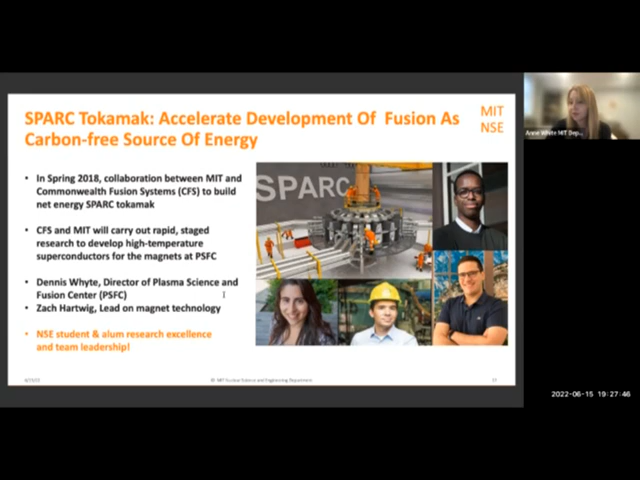 SPARC Tokamak: Accelerate Development Of Fusion As
Carbon-free Source Of Energy
MIT
NSE
Anne White MIT Dep...
• In Spring 2018, collaboration between MIT and
Commonwealth Fusion Systems (CFS) to build
net energy SPARC tokamak
• CFS and MIT will carry out rapid, staged
research to develop high-temperature
superconductors for the magnets at PSFC
• Dennis Whyte, Director of Plasma Science and
Fusion Center (PSFC)
• Zach Hartwig, Lead on magnet technology
• NSE student & alum research excellence
and team leadership!
SPARC
© MIT Nuclear Science and Engineering Department
2022-06-15 19:27:46